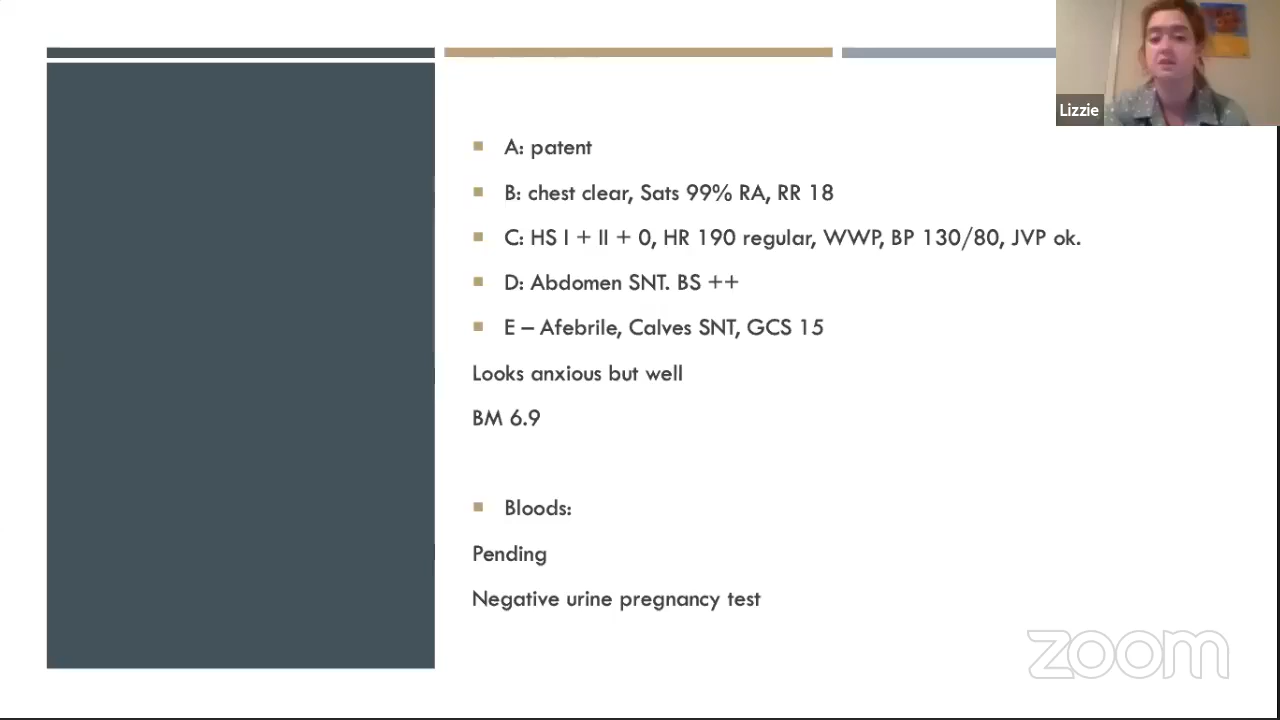 Lizzie
A: patent
B: chest clear, Sats 99% RA, RR 18
C: HS I + II + 0, HR 190 regular, WWP, BP 130/80, JVP ok.
D: Abdomen SNT. BS ++
E – Afebrile, Calves SNT, GCS 15
Looks anxious but well
BM 6.9
Bloods:
Pending
Negative urine pregnancy test
zoom